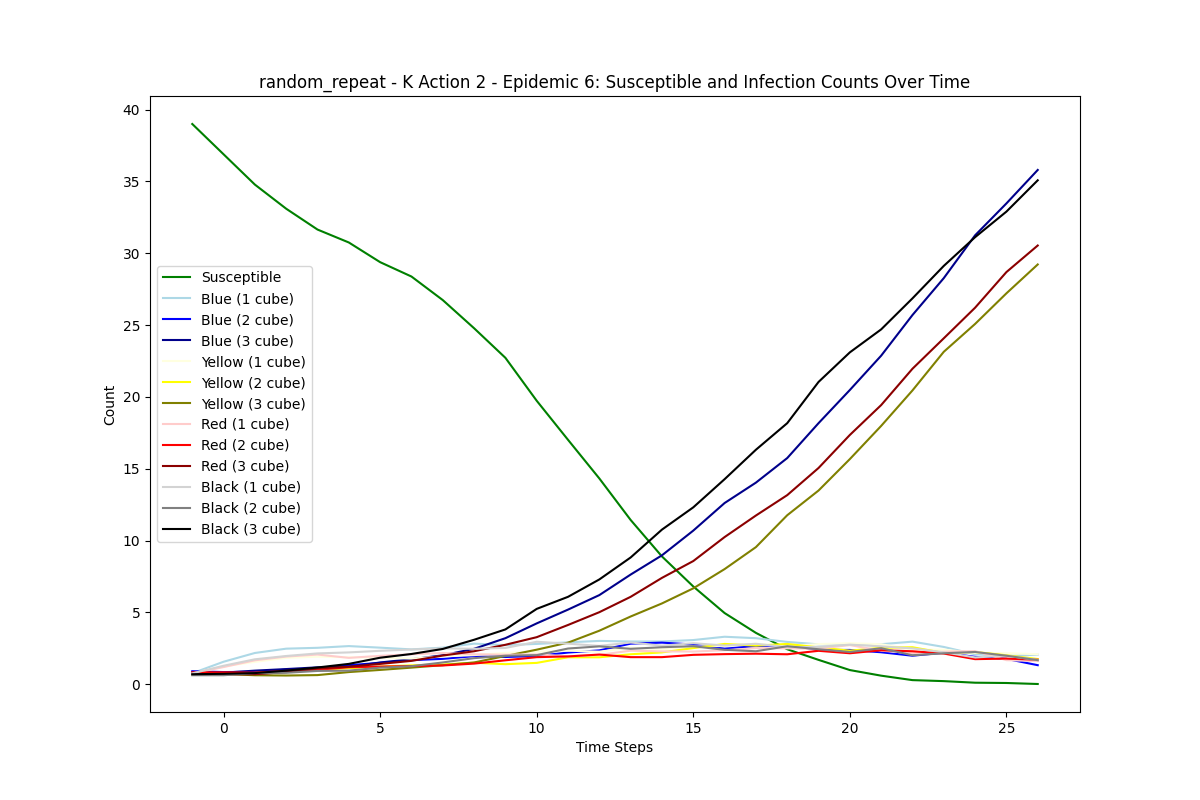 random_repeat - K Action 2 - Epidemic 6: Susceptible and Infection Counts Over Time
40
35
30
25
20
15
10
5
0
Count
Susceptible
Blue (1 cube)
Blue (2 cube)
Blue (3 cube)
Yellow (1 cube)
Yellow (2 cube)
Yellow (3 cube)
Red (1 cube)
Red (2 cube)
Red (3 cube)
Black (1 cube)
Black (2 cube)
Black (3 cube)
0 5 10 15 20 25
Time Steps